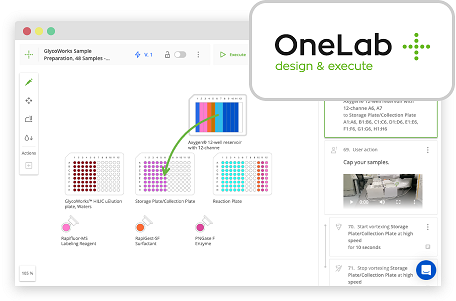 GlycoWorks Sample
Preparation, 48 Samples -...
V. 1
Execute
OneLab
design & execute
Actions
105 %
Axygen® 12-well reservoir
with 12-channe
GlycoWorks™ HILIC uElution
plate, Waters
Storage Plate/Collection Plate
Reaction Plate
RapiFluor-MS
Labeling Reagent
RapiGest-SF
Surfactant
PNGase F
Enzyme
Axygen® 12-well reservoir with
12-channe A6, A7
to Storage Plate/Collection Plate
A1:A6, B1:B6, C1:C6, D1:D6, E1:E6,
F1:F6, G1:G6, H1:H6
69. User action
Cap your samples.
70. Start vortexing Storage
Plate/Collection Plate at high
speed
for 10 seconds
71. Stop vortexing Storage
Plate/Collection Plate at high